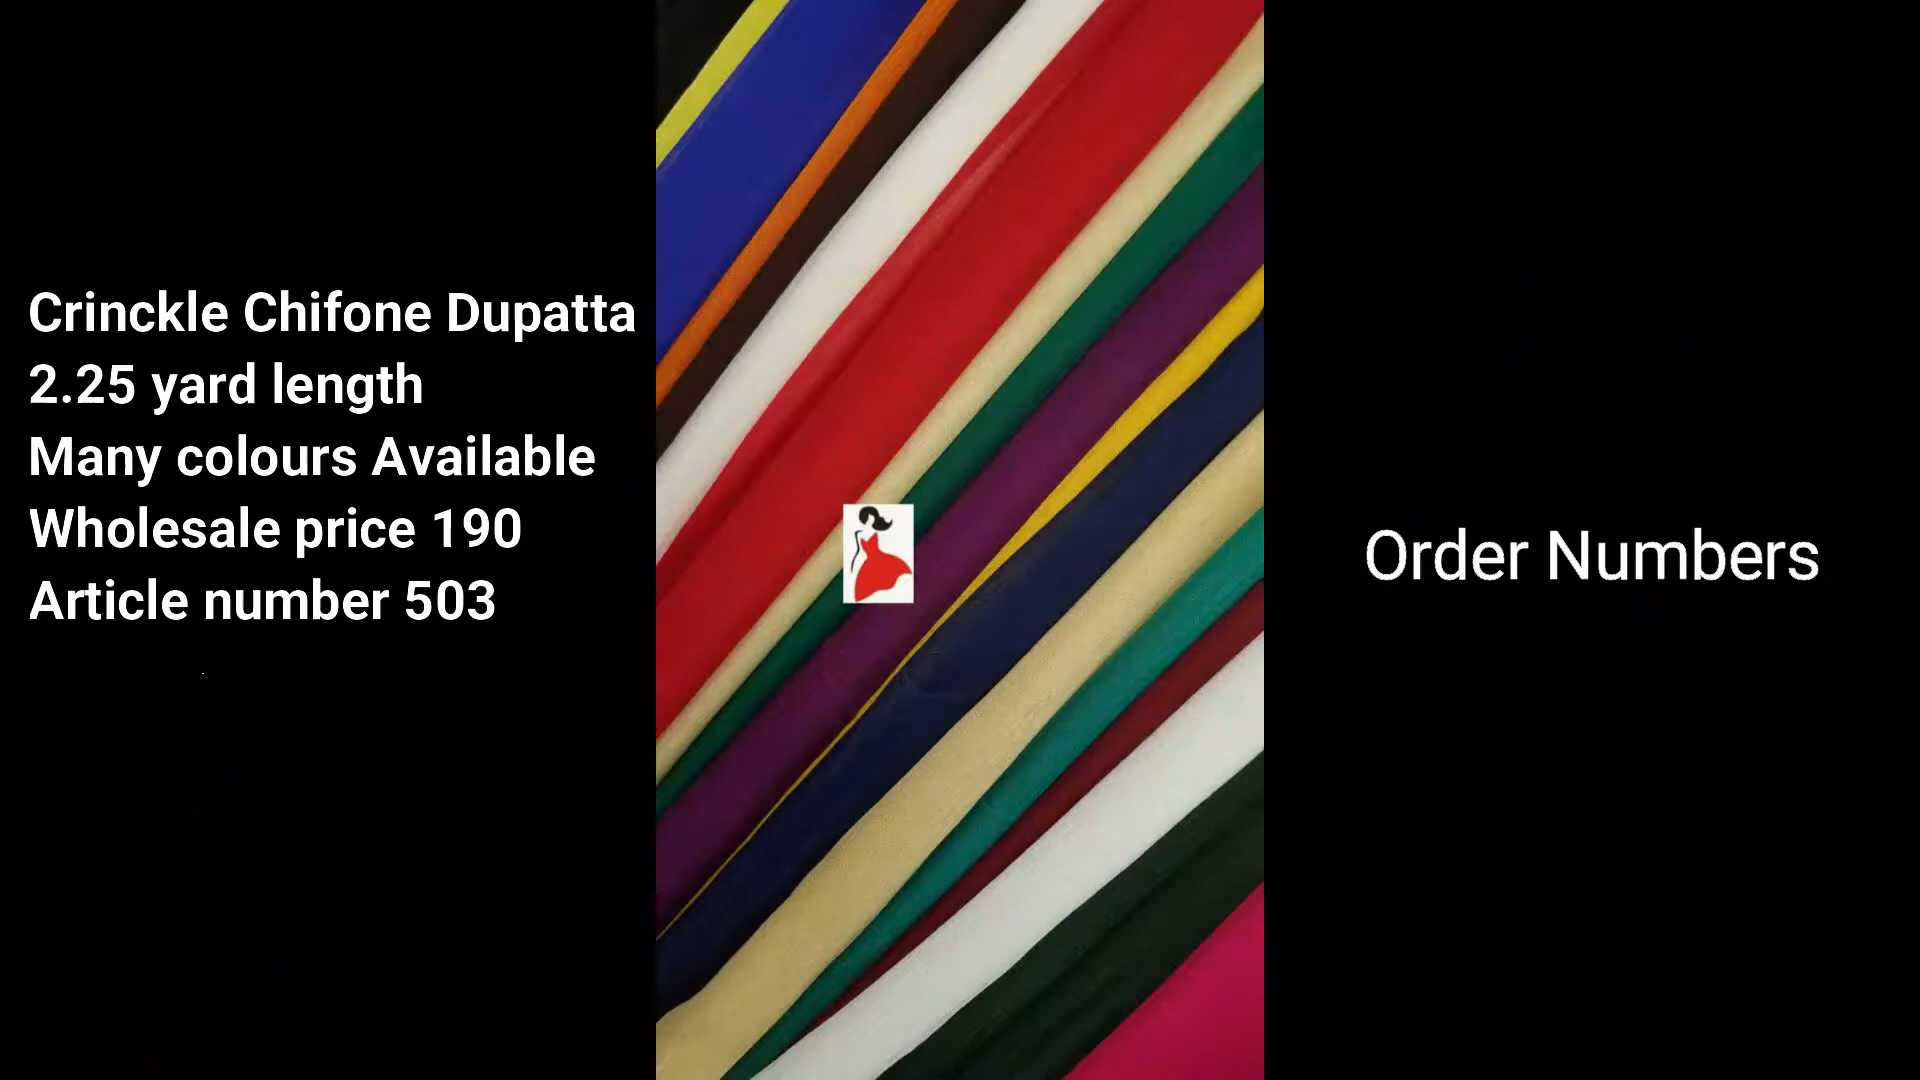 Crinckle Chifone Dupatta
2.25 yard length
Many colours Available
Wholesale price 190
Article number 503
Order Numbers